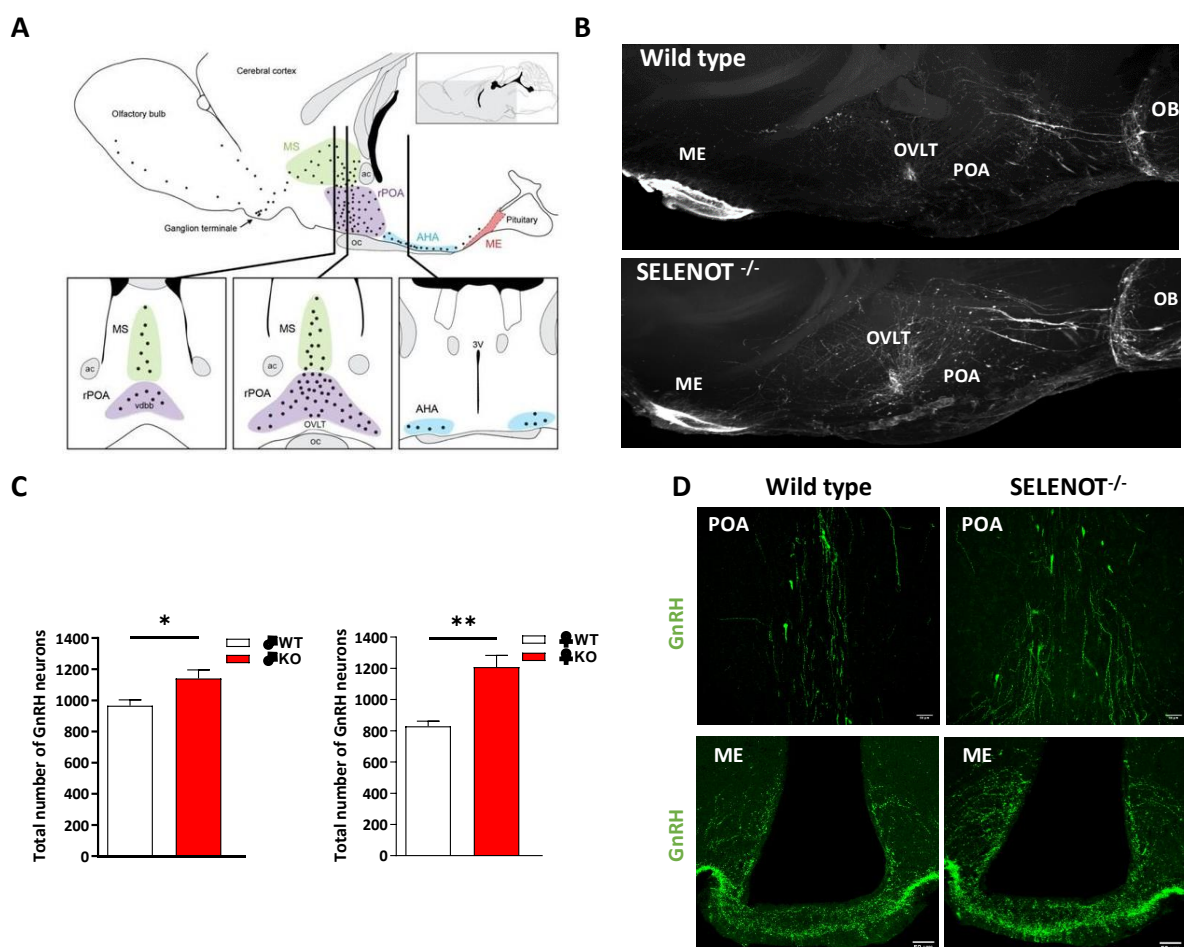 A
Cerebral cortex
Olfactory bulb
MS
ac
rPOA
Ganglion terminale
AHA
oc
ME
Pituitary
MS
ac
rPOA
vdbb
MS
ac
rPOA
OVLT
oc
3V
AHA
B
Wild type
OB
ME
OVLT
POA
SELENOT -/-
OB
OVLT
ME
POA
C
Total number of GnRH neurons
1400
1200
1000
800
600
400
200
0
*
WT
KO
Total number of GnRH neurons
1400
1200
1000
800
600
400
200
0
**
WT
KO
D
Wild type
SELENOT-/-
GnRH
POA
POA
GnRH
ME
ME